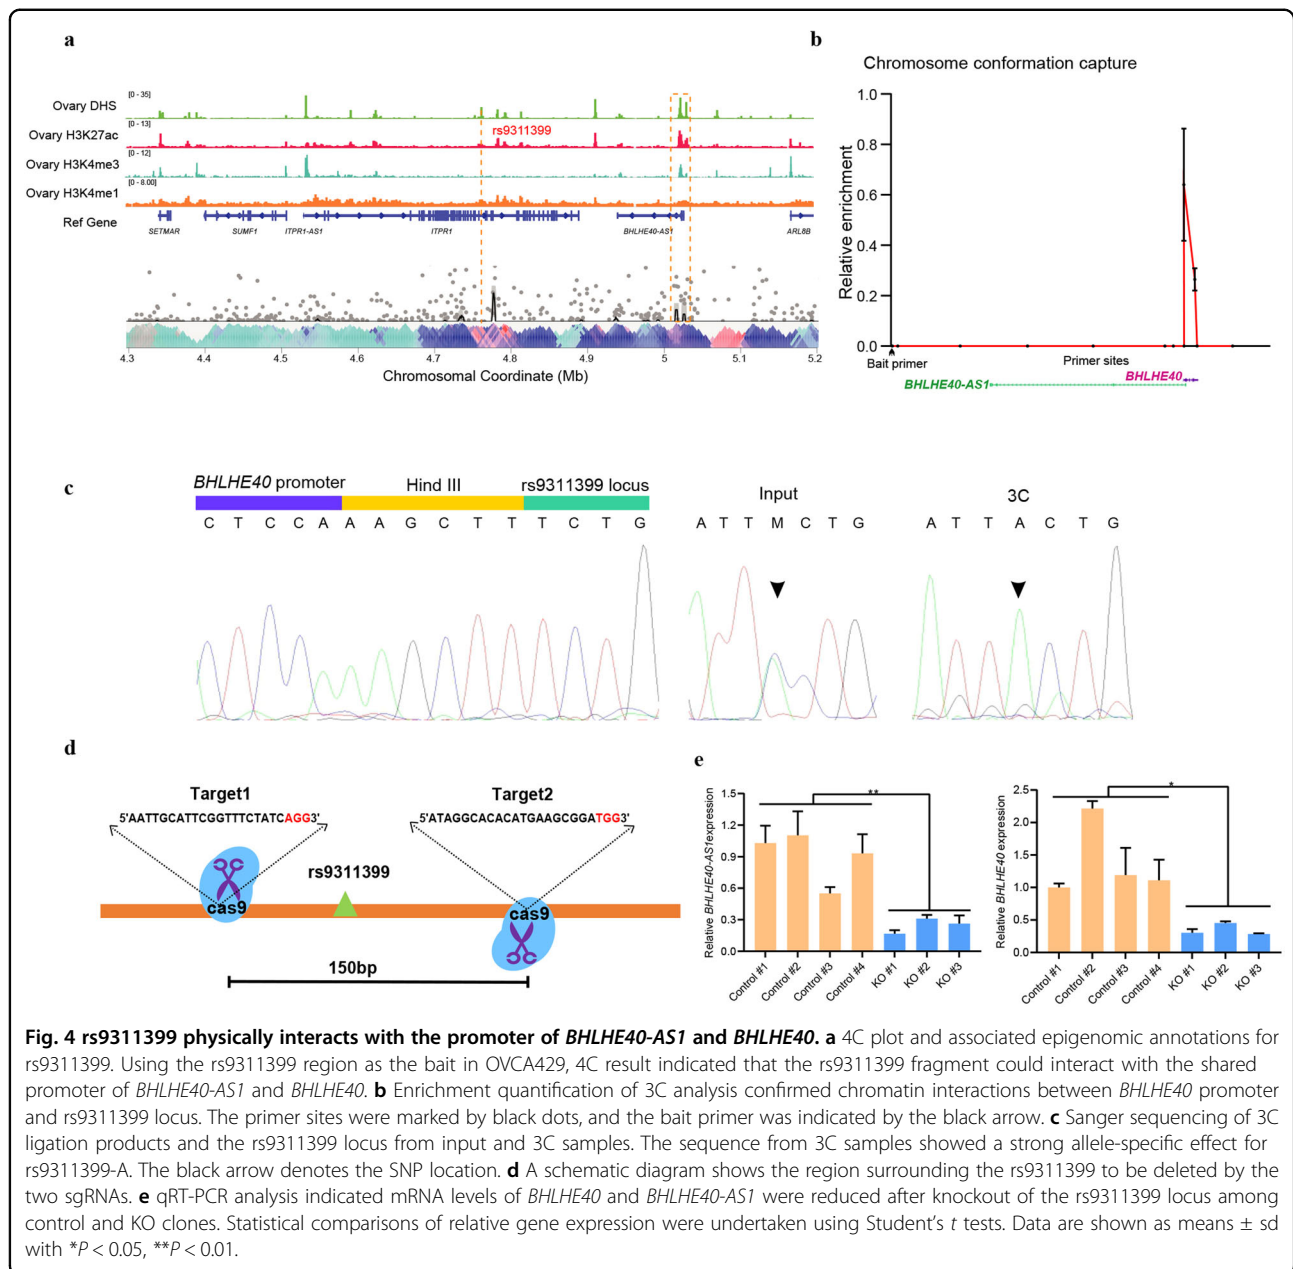 a
[0 - 35]
Ovary DHS
[0 - 13]
Ovary H3K27ac
rs9311399
[0 - 12]
Ovary H3K4me3
[0 - 8.00]
Ovary H3K4me1
Ref Gene
SETMAR SUMF1 ITPR1-AS1 ITPR1 BHLHE40-AS1 ARL8B
4.3 4.4 4.5 4.6 4.7 4.8 4.9 5 5.1 5.2
Chromosomal Coordinate (Mb)
b
Chromosome conformation capture
Relative enrichment
1.0
0.8
0.6
0.4
0.2
0.0
Bait primer
Primer sites
BHLHE40-AS1
BHLHE40
c
BHLHE40 promoter Hind III rs9311399 locus
C T C C A A A G C T T T C T G
Input
A T T M C T G
3C
A T T A C T G
d
Target1
5'AATTGCATTCGGTTTCTATCAGG3'
Target2
5'ATAGGCACACATGAAGCGGATGG3'
rs9311399
cas9
cas9
150bp
e
Relative BHLHE40-AS1expression
1.5
1.2
0.9
0.6
0.3
0.0
**
Control #1 Control #2 Control #3 Control #4 KO #1 KO #2 KO #3
Relative BHLHE40 expression
2.5
2.0
1.5
1.0
0.5
0.0
*
Control #1 Control #2 Control #3 Control #4 KO #1 KO #2 KO #3
Fig. 4 rs9311399 physically interacts with the promoter of BHLHE40-AS1 and BHLHE40. a 4C plot and associated epigenomic annotations for
rs9311399. Using the rs9311399 region as the bait in OVCA429, 4C result indicated that the rs9311399 fragment could interact with the shared
promoter of BHLHE40-AS1 and BHLHE40. b Enrichment quantification of 3C analysis confirmed chromatin interactions between BHLHE40 promoter
and rs9311399 locus. The primer sites were marked by black dots, and the bait primer was indicated by the black arrow. c Sanger sequencing of 3C
ligation products and the rs9311399 locus from input and 3C samples. The sequence from 3C samples showed a strong allele-specific effect for
rs9311399-A. The black arrow denotes the SNP location. d A schematic diagram shows the region surrounding the rs9311399 to be deleted by the
two sgRNAs. e qRT-PCR analysis indicated mRNA levels of BHLHE40 and BHLHE40-AS1 were reduced after knockout of the rs9311399 locus among
control and KO clones. Statistical comparisons of relative gene expression were undertaken using Student's t tests. Data are shown as means ± sd
with *P < 0.05, **P < 0.01.